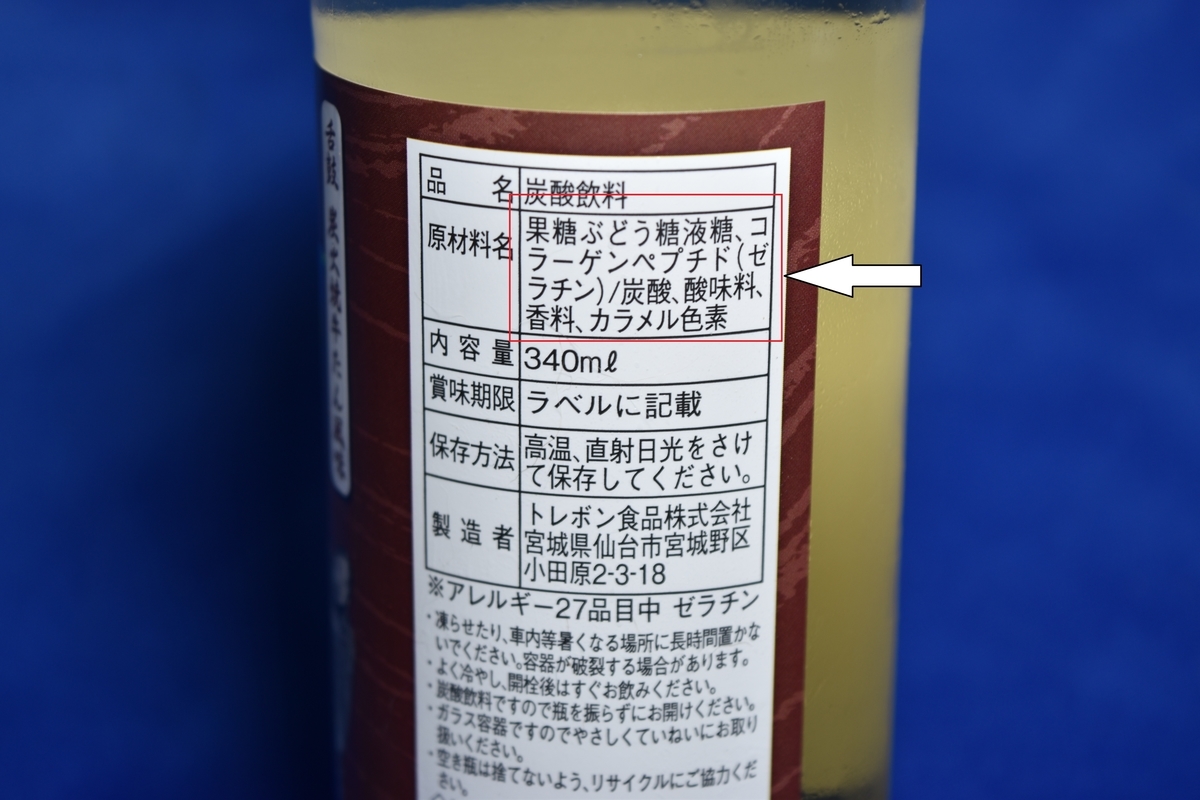 舌鼓 炭火焼牛たん風味
品名 炭酸飲料
原材料名 果糖ぶどう糖液糖、コ
ラーゲンペプチド(ゼ
ラチン)/炭酸、酸味料、
香料、カラメル色素
内容量 340mℓ
賞味期限 ラベルに記載
保存方法 高温、直射日光をさけ
て保存してください。
製造者 トレボン食品株式会社
宮城県仙台市宮城野区
小田原2-3-18
※アレルギー27品目中 ゼラチン
・凍らせたり、車内等暑くなる場所に長時間置かな
いでください。容器が破裂する場合があります。
・よく冷やし、開栓後はすぐお飲みください。
・炭酸飲料ですので瓶を振らずにお開けください。
・ガラス容器ですのでやさしくていねいにお取り
扱いください。
・空き瓶は捨てないよう、リサイクルにご協力くだ
さい。